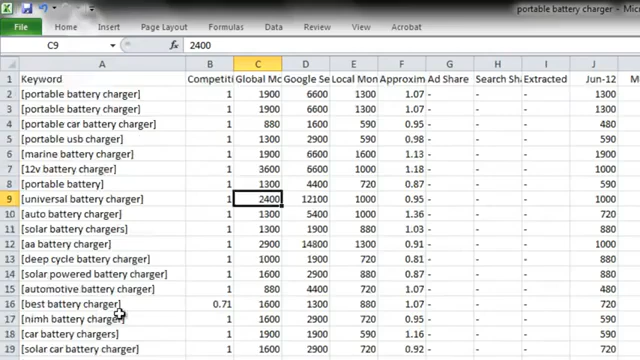 portable battery charger - Micr
File Home Insert Page Layout Formulas Data Review View Acrobat
C9 fx 2400
A B C D E F G H I J
1 Keyword Competiti Global Mo Google Se Local Mon Approxim Ad Share Search Sha Extracted Jun-12 M
2 [portable battery charger] 1 1900 6600 1300 1.07 - - - 1300
3 [portable battery charger] 1 1900 6600 1300 1.07 - - - 1300
4 [portable car battery charger] 1 880 1600 590 0.95 - - - 480
5 [portable usb charger] 1 1300 2900 590 0.98 - - - 590
6 [marine battery charger] 1 1900 6600 1600 1.13 - - - 1900
7 [12v battery charger] 1 3600 6600 1000 1.18 - - - 1000
8 [portable battery] 1 1300 4400 720 0.87 - - - 590
9 [universal battery charger] 1 2400 12100 1000 0.95 - - - 1000
10 [auto battery charger] 1 1300 5400 1000 1.36 - - - 720
11 [solar battery chargers] 1 1300 1900 880 1.03 - - - 590
12 [aa battery charger] 1 2900 14800 1300 0.91 - - - 1000
13 [deep cycle battery charger] 1 1000 1900 720 0.81 - - - 720
14 [solar powered battery charger] 1 1600 2900 880 0.87 - - - 720
15 [automotive battery charger] 1 880 4400 720 0.87 - - - 480
16 [best battery charger] 0.71 1600 1300 880 1.07 - - - 720
17 [nimh battery charger] 1 1600 2900 720 0.95 - - - 590
18 [car battery chargers] 1 1900 1900 590 1.16 - - - 590
19 [solar car battery charger] 1 1600 2900 720 0.92 - - - 590